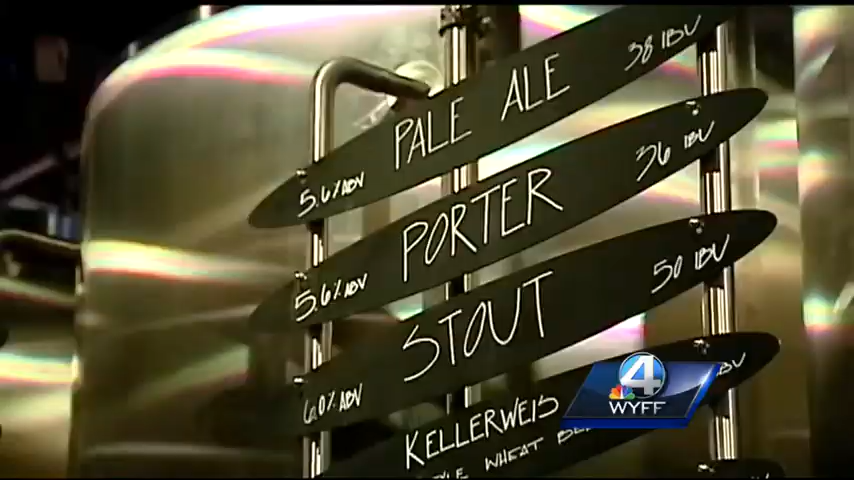 PALE ALE 38 IBU
5.6% ABV
PORTER 36 IBU
5.6% ABV
STOUT 50 IBU
6.0% ABV
KELLERWEIS
WHEAT
4
WYFF